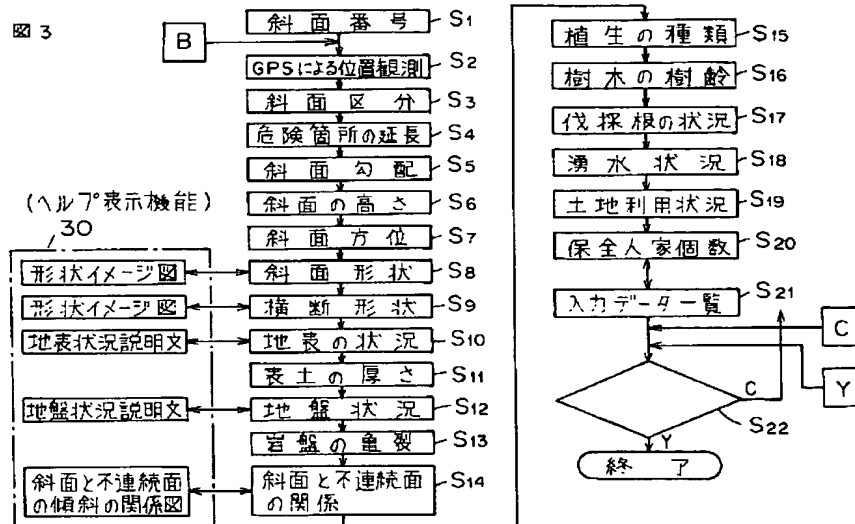 図3
B
斜面番号 S1
GPSによる位置観測 S2
斜面区分 S3
危険箇所の延長 S4
斜面勾配 S5
斜面の高さ S6
斜面方位 S7
(ヘルプ表示機能)
30
形状イメージ図
斜面形状 S8
形状イメージ図
横断形状 S9
地表状況説明文
地表の状況 S10
表土の厚さ S11
地盤状況説明文
地盤状況 S12
岩盤の亀裂 S13
斜面と不連続面
の傾斜の関係図
斜面と不連続面
の関係
S14
植生の種類 S15
樹木の樹齢 S16
伐採根の状況 S17
湧水状況 S18
土地利用状況 S19
保全人家個数 S20
入力データ一覧 S21
C
Y
C
S22
Y
終了